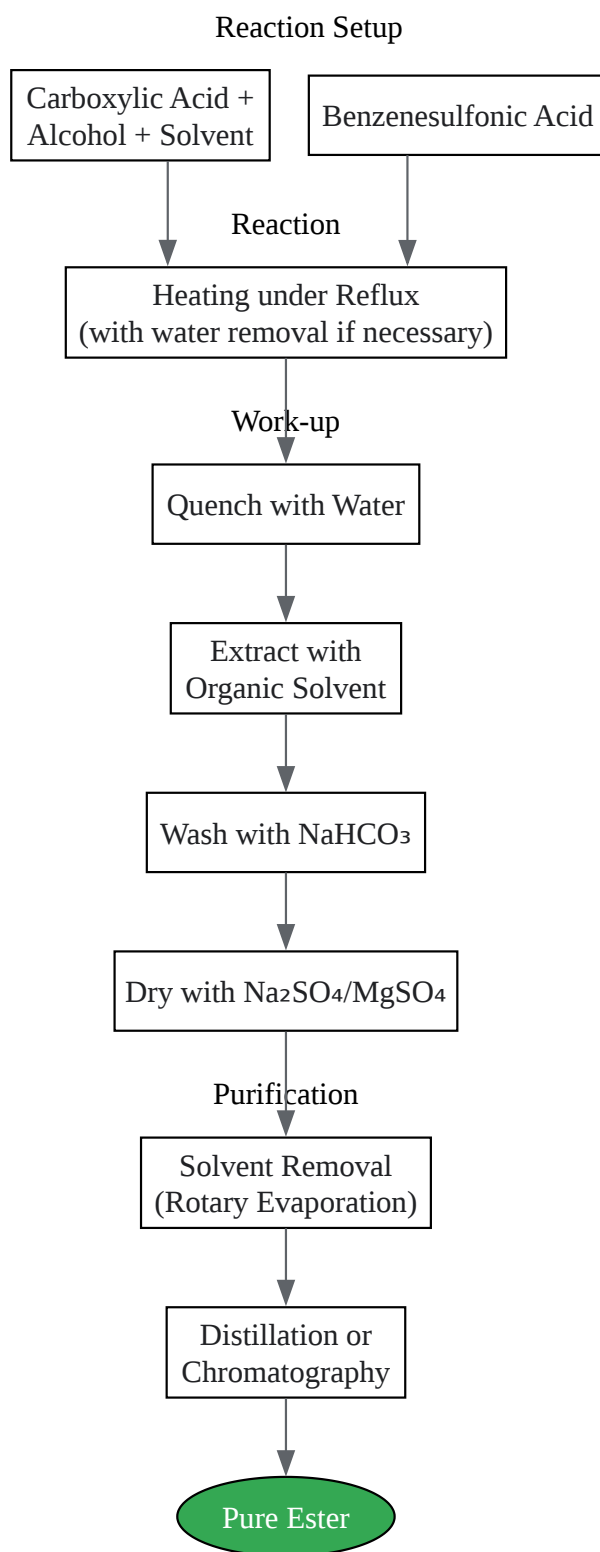 Reaction Setup
Carboxylic Acid +
Alcohol + Solvent
Benzenesulfonic Acid
Reaction
Heating under Reflux
(with water removal if necessary)
Work-up
Quench with Water
Extract with
Organic Solvent
Wash with NaHCO₃
Dry with Na₂SO₄/MgSO₄
Purification
Solvent Removal
(Rotary Evaporation)
Distillation or
Chromatography
Pure Ester